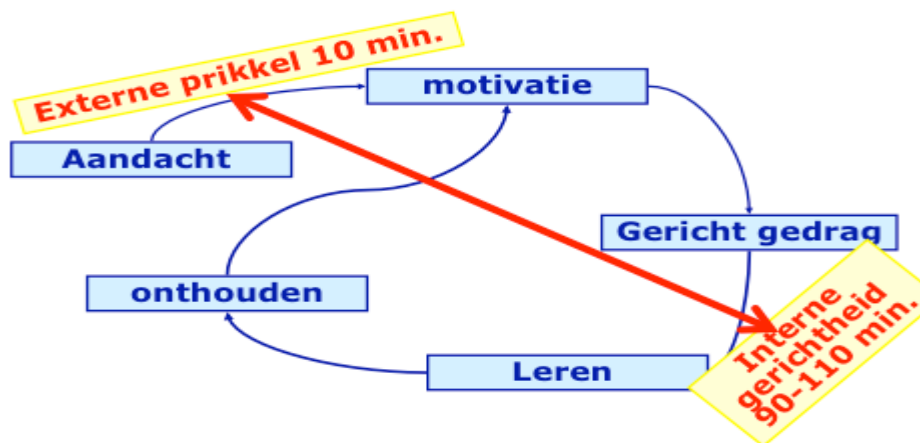 Externe prikkel 10 min.
motivatie
Aandacht
Gericht gedrag
onthouden
Interne
gerichtheid
90-110 min.
Leren